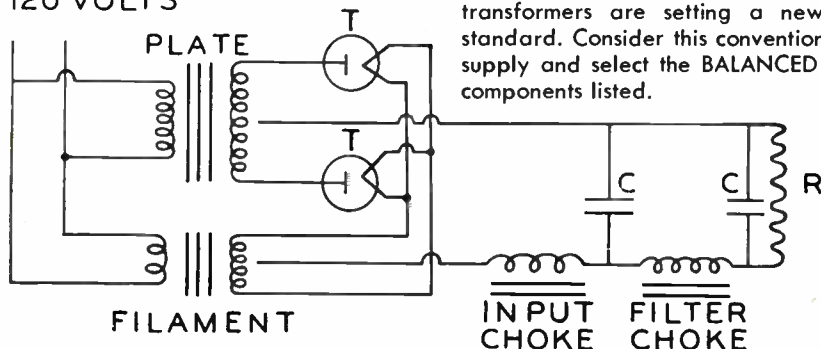 120 VOLTS
transformers are setting a new
standard. Consider this convention
supply and select the BALANCED
components listed.
PLATE
T
T
C
C
R
FILAMENT
INPUT
CHOKE
FILTER
CHOKE